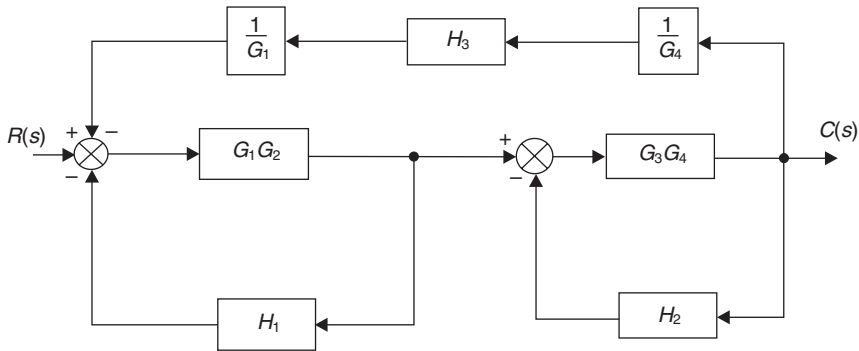 1/G₁
H₃
1/G₄
R(s)
+
−
−
G₁G₂
+
−
G₃G₄
C(s)
H₁
H₂